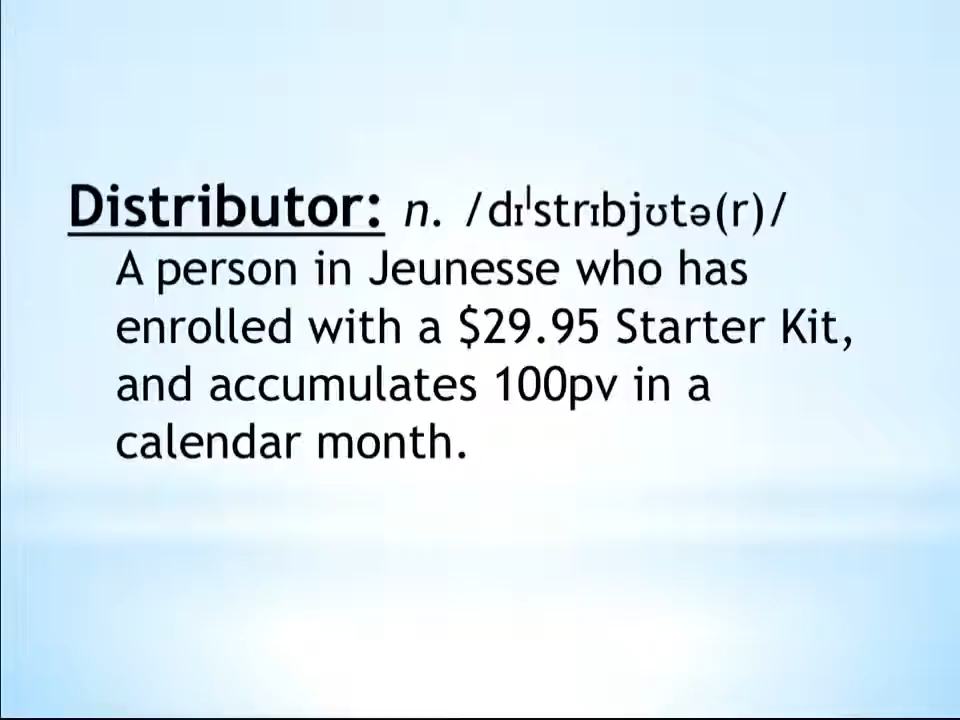 Distributor: n. /dɪˈstrɪbjʊtə(r)/
A person in Jeunesse who has
enrolled with a $29.95 Starter Kit,
and accumulates 100pv in a
calendar month.